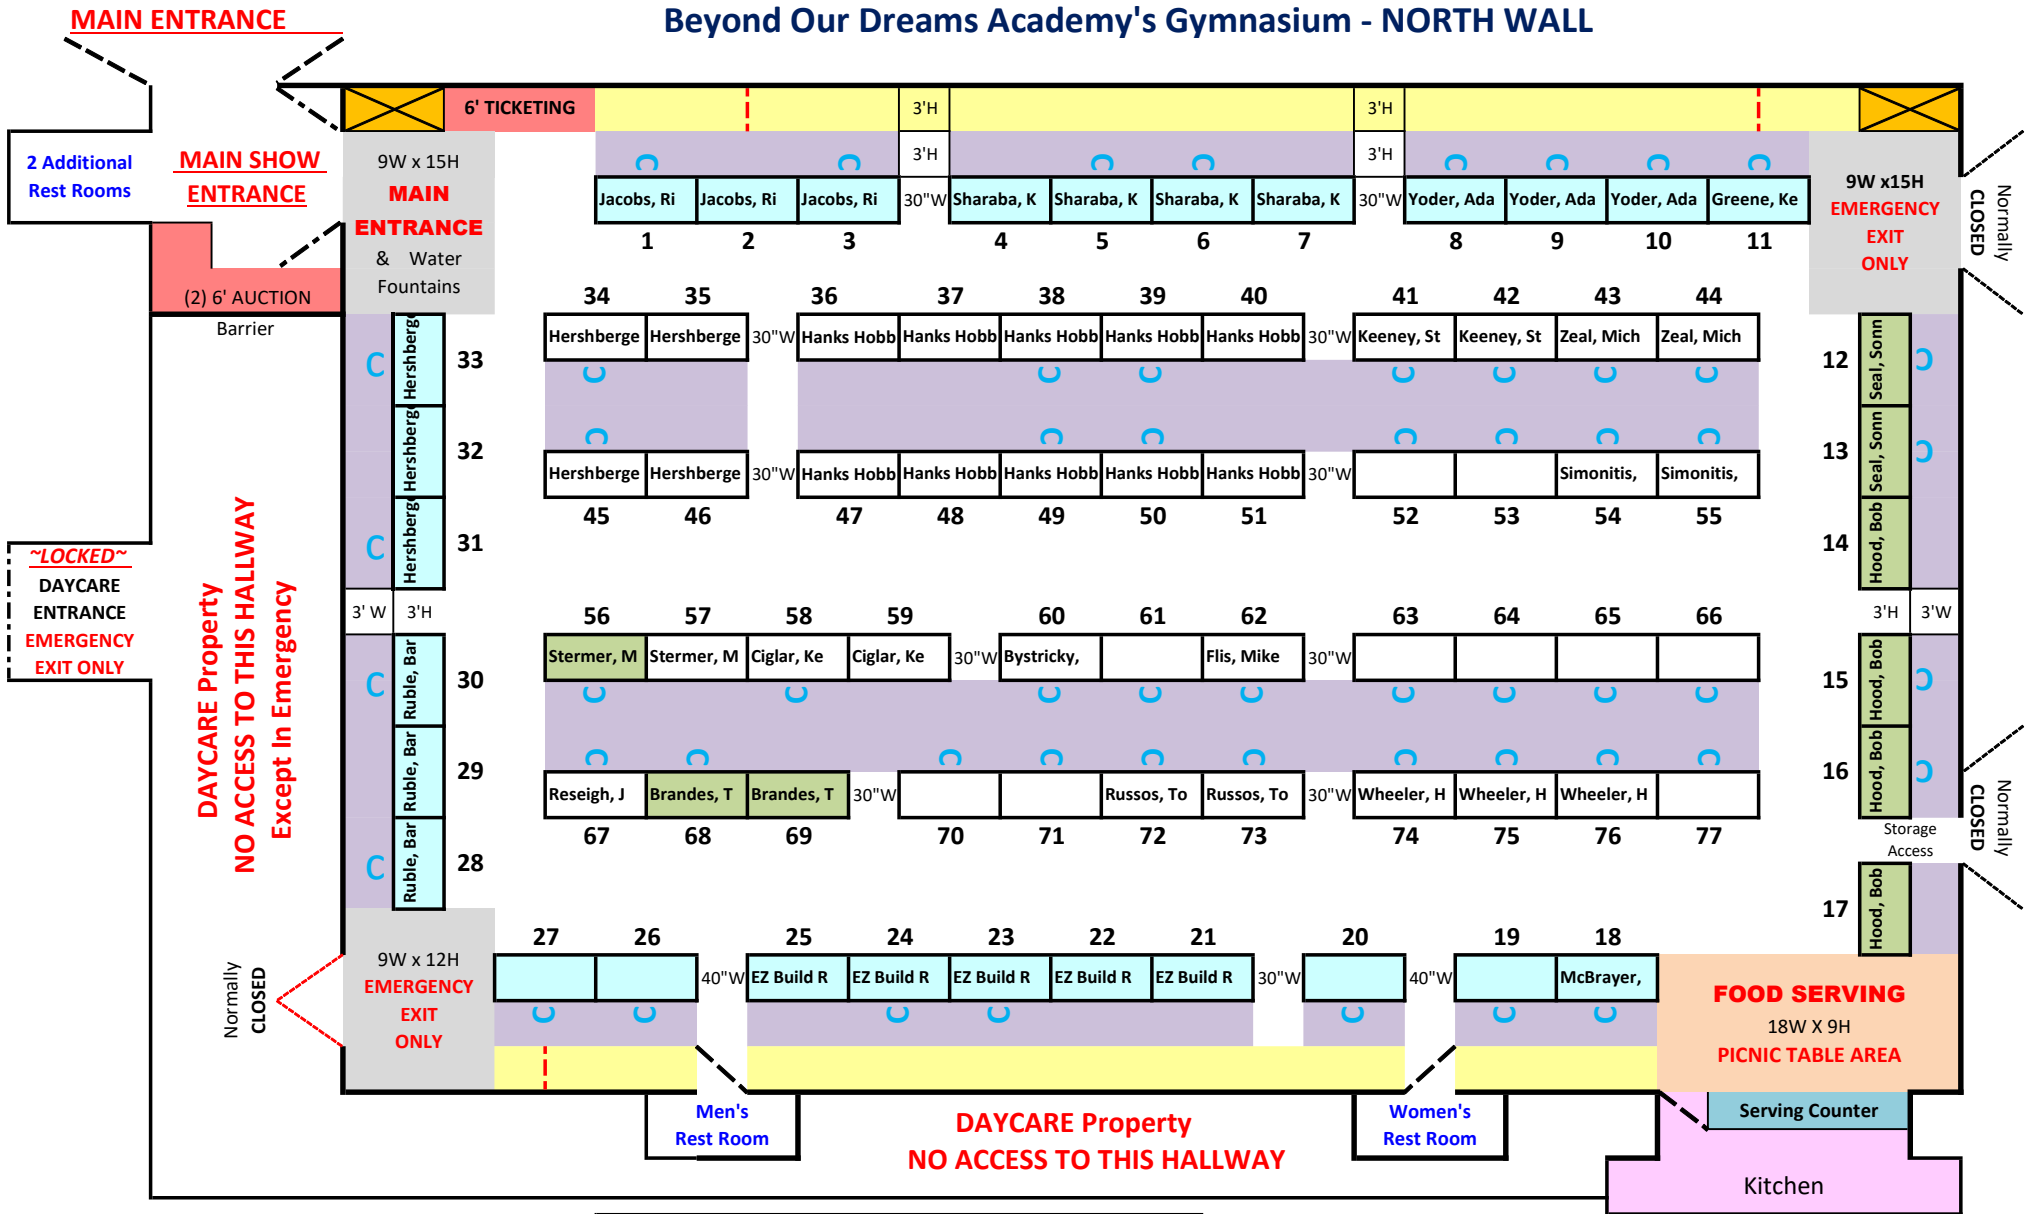 MAIN ENTRANCE
Beyond Our Dreams Academy's Gymnasium - NORTH WALL
6' TICKETING
3'H
3'H
2 Additional
Rest Rooms
MAIN SHOW
ENTRANCE
9W x 15H
MAIN
ENTRANCE
& Water
Fountains
C C 3'H C C 3'H C C C C
Jacobs, Ri Jacobs, Ri Jacobs, Ri 30"W Sharaba, K Sharaba, K Sharaba, K Sharaba, K 30"W Yoder, Ada Yoder, Ada Yoder, Ada Greene, Ke
1 2 3 4 5 6 7 8 9 10 11
9W x15H
EMERGENCY
EXIT
ONLY
Normally
CLOSED
(2) 6' AUCTION
Barrier
34 35 36 37 38 39 40 41 42 43 44
Hershberge Hershberge 30"W Hanks Hobb Hanks Hobb Hanks Hobb Hanks Hobb Hanks Hobb 30"W Keeney, St Keeney, St Zeal, Mich Zeal, Mich
C C C C C C C
C C C C C C C
Hershberge Hershberge 30"W Hanks Hobb Hanks Hobb Hanks Hobb Hanks Hobb Hanks Hobb 30"W Simonitis, Simonitis,
45 46 47 48 49 50 51 52 53 54 55
C Hershberge 33
Hershberge 32
C Hershberge 31
3' W 3'H
C Ruble, Bar 30
Ruble, Bar 29
C Ruble, Bar 28
12 Seal, Sonn C
13 Seal, Sonn C
14 Hood, Bob
3'H 3'W
15 Hood, Bob C
16 Hood, Bob C
Storage
Access
17 Hood, Bob
Normally
CLOSED
~LOCKED~
DAYCARE
ENTRANCE
EMERGENCY
EXIT ONLY
DAYCARE Property
NO ACCESS TO THIS HALLWAY
Except In Emergency
56 57 58 59 60 61 62 63 64 65 66
Stermer, M Stermer, M Ciglar, Ke Ciglar, Ke 30"W Bystricky, Flis, Mike 30"W
C C C C C C C C C
C C C C C C C C C C
Reseigh, J Brandes, T Brandes, T 30"W Russos, To Russos, To 30"W Wheeler, H Wheeler, H Wheeler, H
67 68 69 70 71 72 73 74 75 76 77
Normally
CLOSED
9W x 12H
EMERGENCY
EXIT
ONLY
27 26 25 24 23 22 21 20 19 18
40"W EZ Build R EZ Build R EZ Build R EZ Build R EZ Build R 30"W 40"W McBrayer,
C C C C C C C
FOOD SERVING
18W X 9H
PICNIC TABLE AREA
Men's
Rest Room
DAYCARE Property
NO ACCESS TO THIS HALLWAY
Women's
Rest Room
Serving Counter
Kitchen